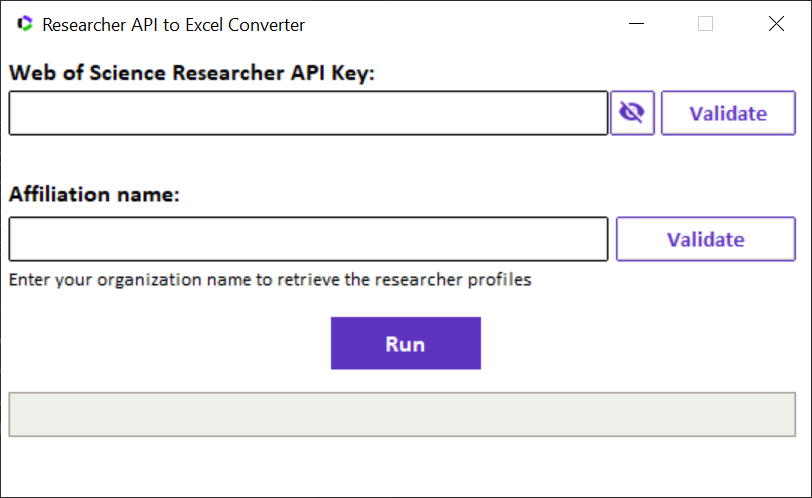 Researcher API to Excel Converter
Web of Science Researcher API Key:
Validate
Affiliation name:
Validate
Enter your organization name to retrieve the researcher profiles
Run